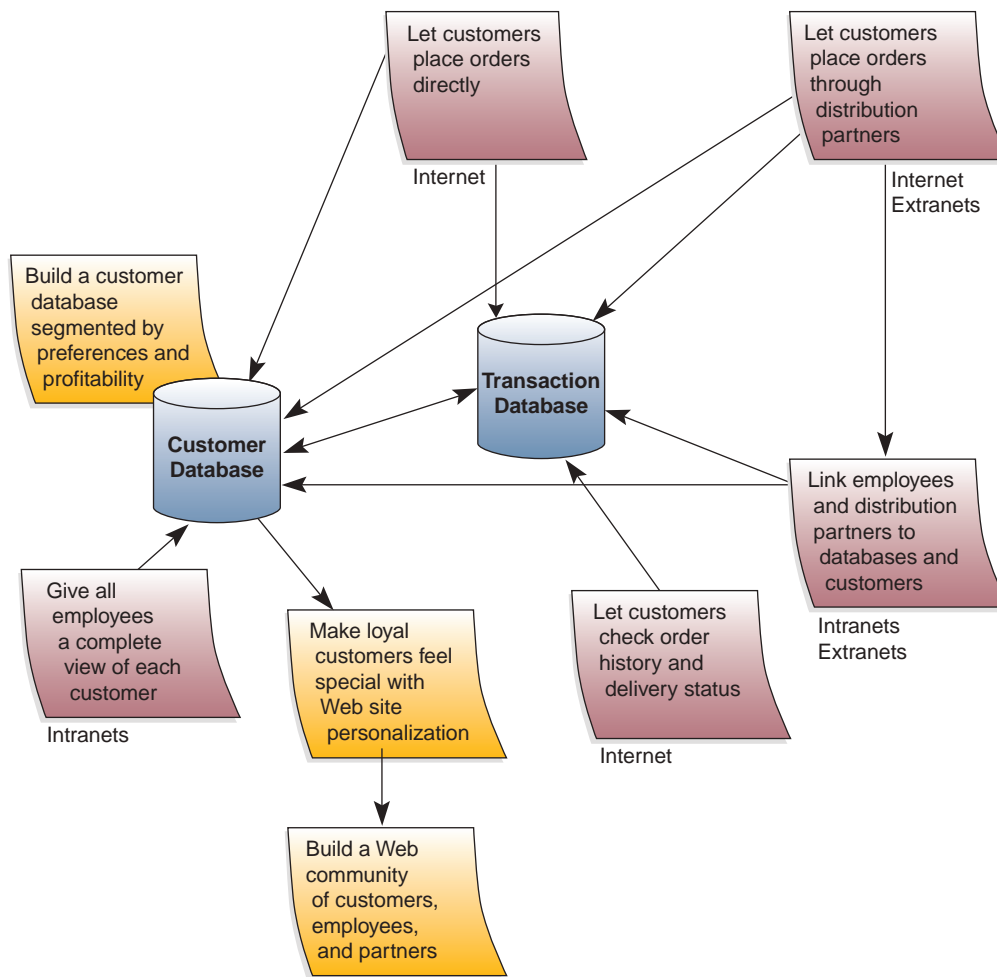 Let customers
place orders
directly
Internet
Let customers
place orders
through
distribution
partners
Internet
Extranets
Build a customer
database
segmented by
preferences and
profitability
Transaction
Database
Customer
Database
Link employees
and distribution
partners to
databases and
customers
Intranets
Extranets
Give all
employees
a complete
view of each
customer
Intranets
Make loyal
customers feel
special with
Web site
personalization
Let customers
check order
history and
delivery status
Internet
Build a Web
community
of customers,
employees,
and partners